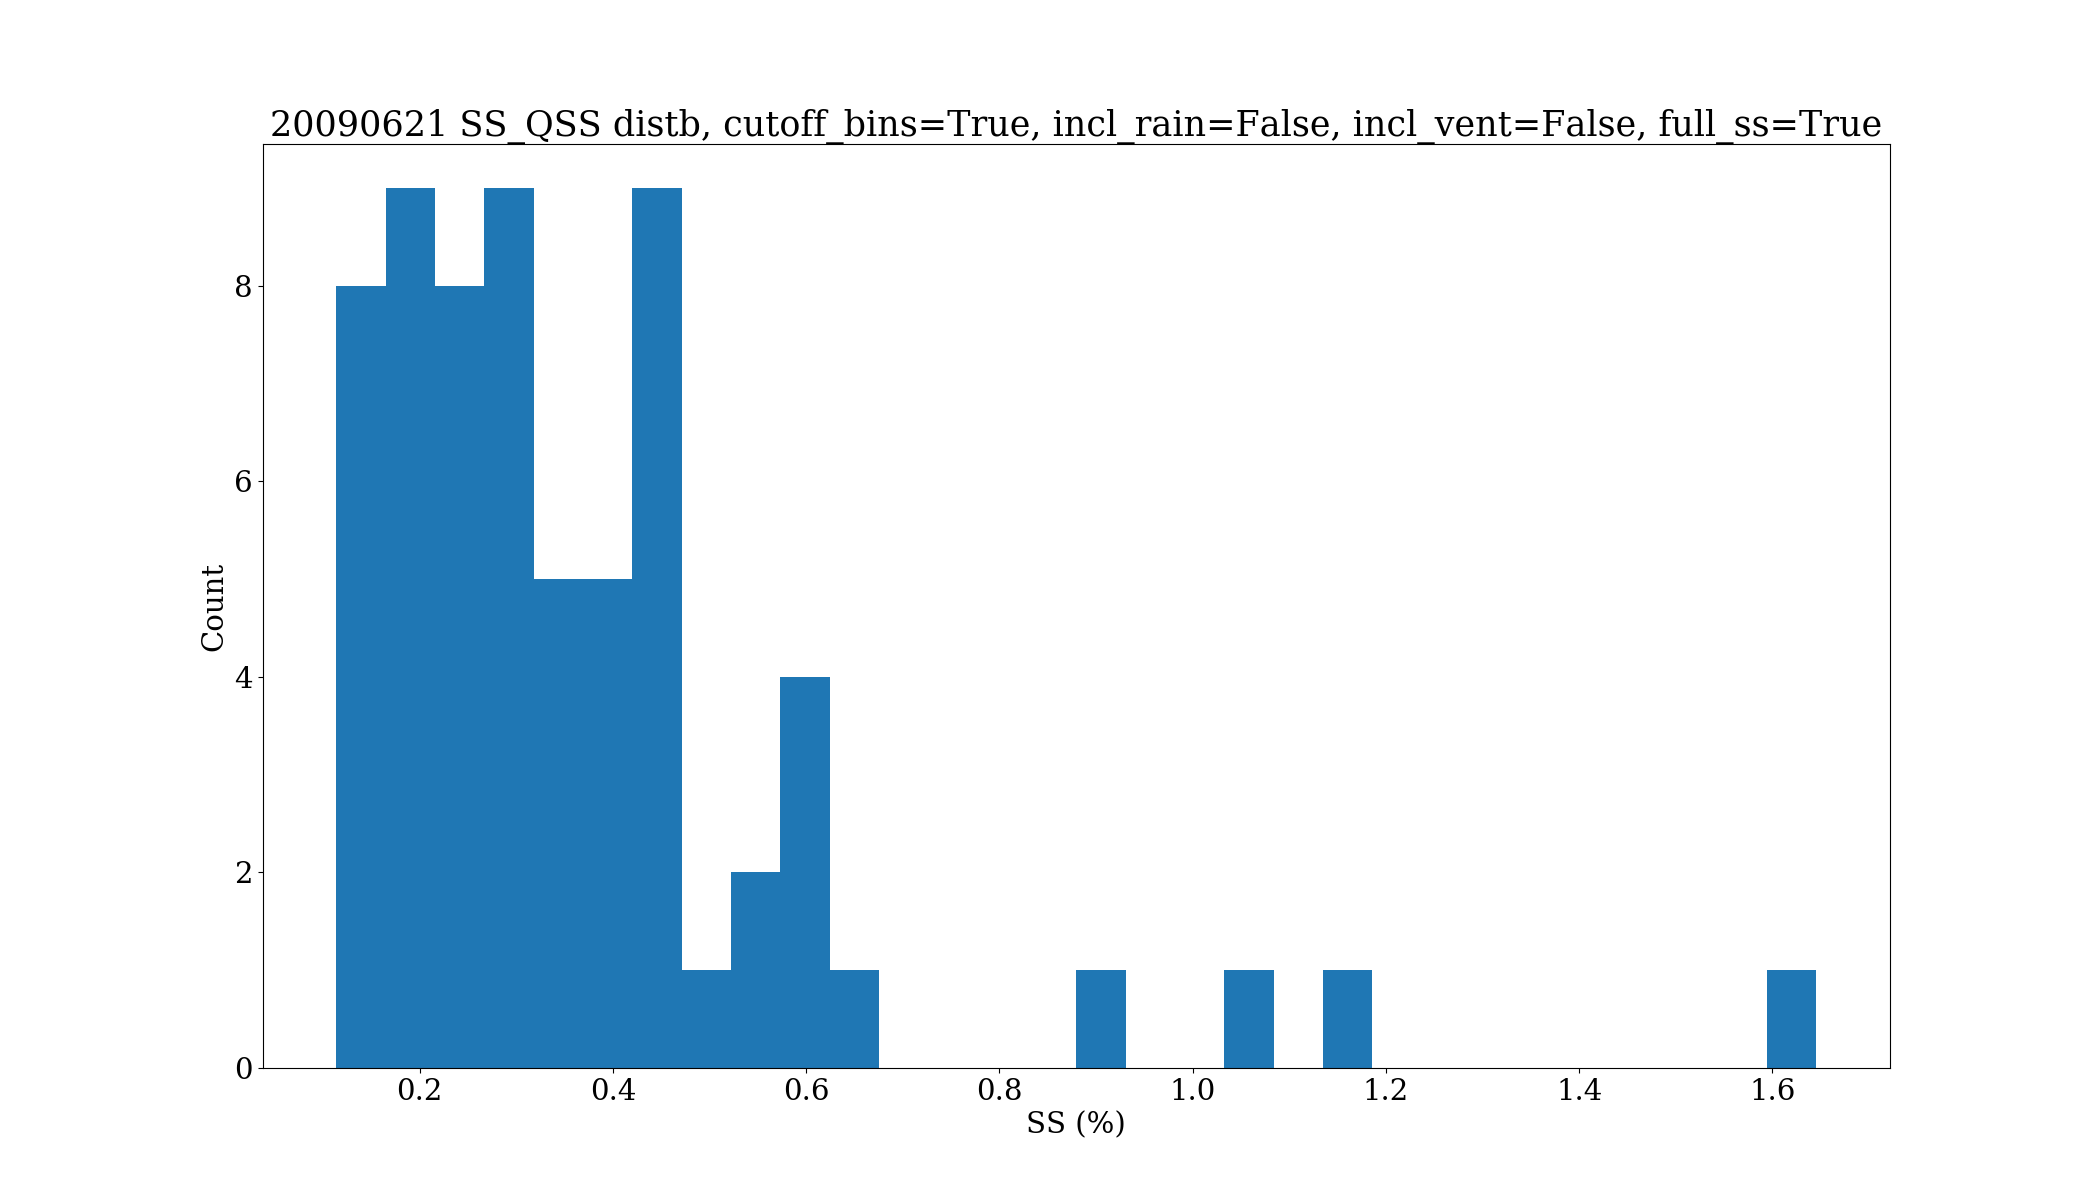 20090621 SS_QSS distb, cutoff_bins=True, incl_rain=False, incl_vent=False, full_ss=True
8
6
4
2
0
Count
0.2 0.4 0.6 0.8 1.0 1.2 1.4 1.6
SS (%)